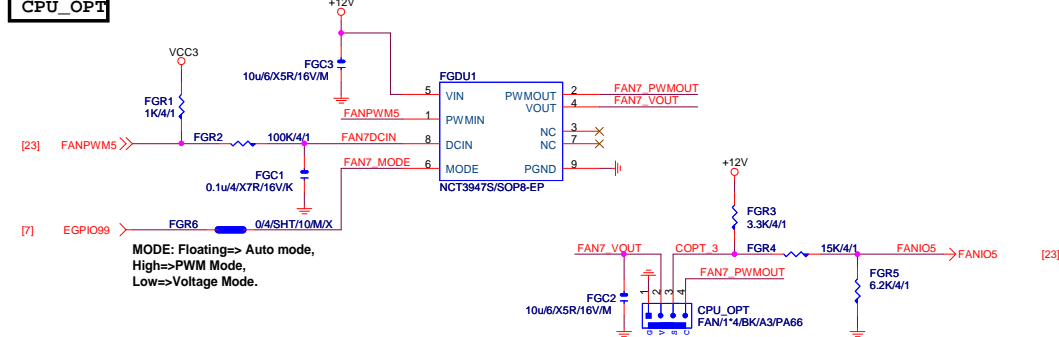 CPU_OPT
+12V
VCC3
FGC3
10u/6/X5R/16V/M
FGDU1
FGR1
1K/4/1
5 VIN PWMOUT 2 FAN7_PWMOUT
VOUT 4 FAN7_VOUT
FANPWM5 1 PWMIN
NC 3
[23] FANPWM5 FGR2 100K/4/1 FAN7DCIN 8 DCIN NC 7
FAN7_MODE 6 MODE PGND 9
FGC1
0.1u/4/X7R/16V/K
NCT3947S/SOP8-EP
+12V
[7] EGPIO99 FGR6 0/4/SHT/10/M/X
FGR3
3.3K/4/1
MODE: Floating=> Auto mode,
High=>PWM Mode,
Low=>Voltage Mode.
FAN7_VOUT COPT_3 FGR4 15K/4/1 FANIO5 FANIO5 [23]
FAN7_PWMOUT
FGR5
6.2K/4/1
FGC2
10u/6/X5R/16V/M
1 2 3 4
CPU_OPT
FAN/1*4/BK/A3/PA66
G V S C